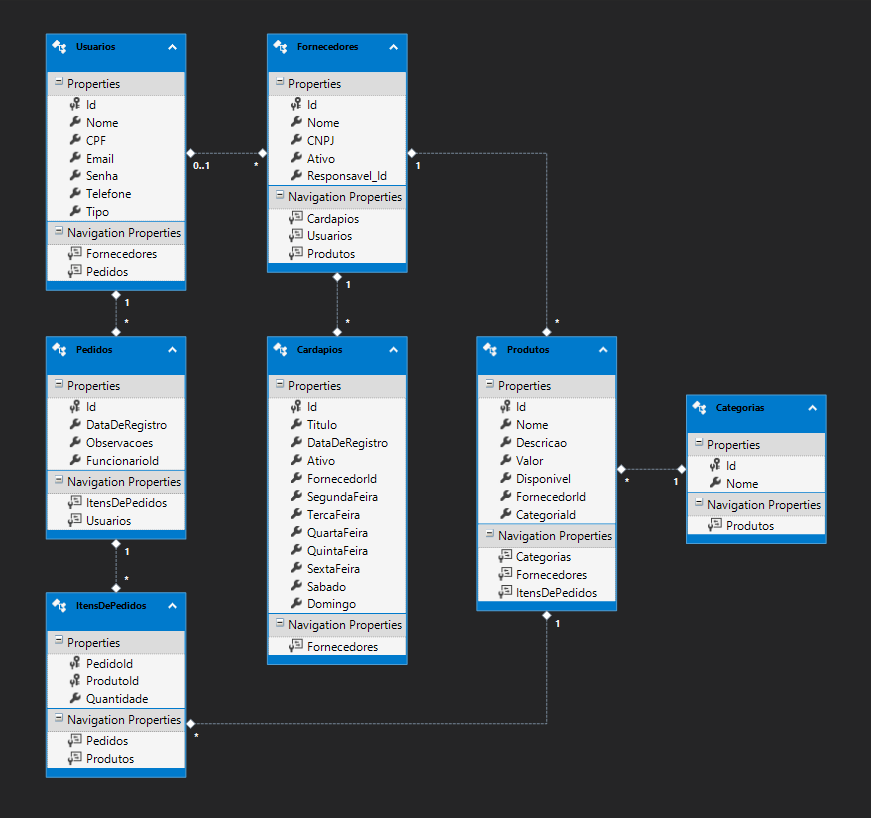 Usuarios
Properties
Id
Nome
CPF
Email
Senha
Telefone
Tipo
Navigation Properties
Fornecedores
Pedidos
0..1
*
Fornecedores
Properties
Id
Nome
CNPJ
Ativo
Responsavel_Id
Navigation Properties
Cardapios
Usuarios
Produtos
1
*
1
*
1
*
Pedidos
Properties
Id
DataDeRegistro
Observacoes
FuncionarioId
Navigation Properties
ItensDePedidos
Usuarios
1
*
Cardapios
Properties
Id
Titulo
DataDeRegistro
Ativo
FornecedorId
SegundaFeira
TercaFeira
QuartaFeira
QuintaFeira
SextaFeira
Sabado
Domingo
Navigation Properties
Fornecedores
Produtos
Properties
Id
Nome
Descricao
Valor
Disponivel
FornecedorId
CategoriaId
Navigation Properties
Categorias
Fornecedores
ItensDePedidos
*
1
Categorias
Properties
Id
Nome
Navigation Properties
Produtos
ItensDePedidos
Properties
PedidoId
ProdutoId
Quantidade
Navigation Properties
Pedidos
Produtos
1
*